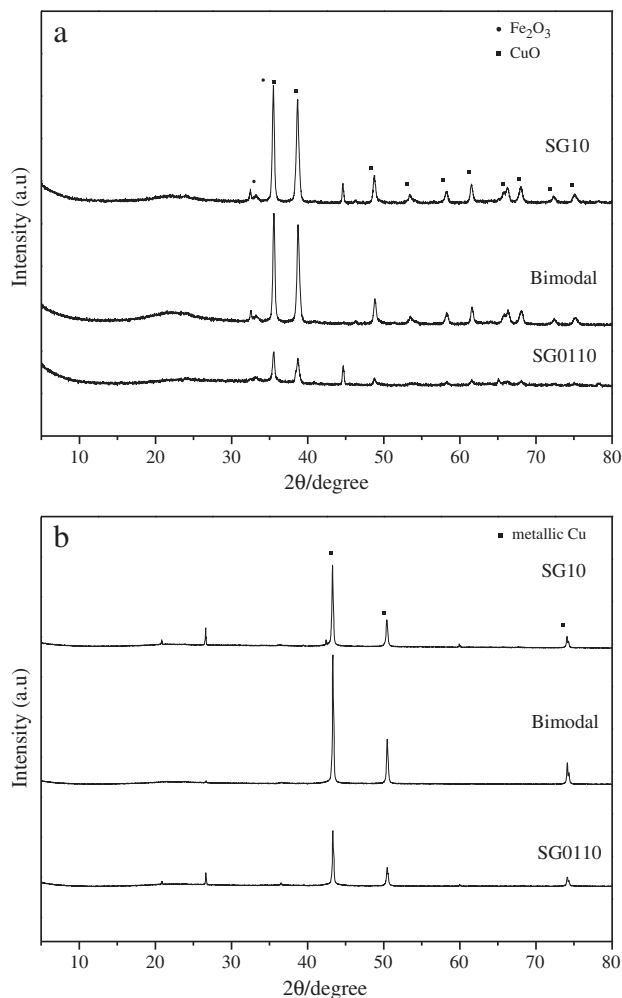 a
• Fe₂O₃
■ CuO
SG10
Bimodal
SG0110
Intensity (a.u)
10 20 30 40 50 60 70 80
2θ/degree
b
■ metallic Cu
SG10
Bimodal
SG0110
Intensity (a.u)
10 20 30 40 50 60 70 80
2θ/degree